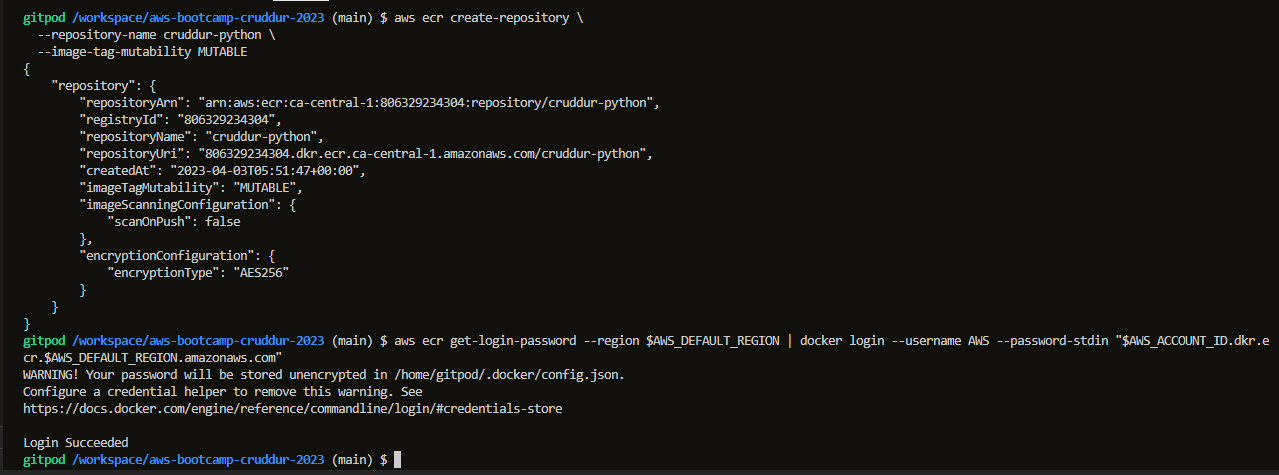 gitpod /workspace/aws-bootcamp-cruddur-2023 (main) $ aws ecr create-repository \
  --repository-name cruddur-python \
  --image-tag-mutability MUTABLE
{
    "repository": {
        "repositoryArn": "arn:aws:ecr:ca-central-1:806329234304:repository/cruddur-python",
        "registryId": "806329234304",
        "repositoryName": "cruddur-python",
        "repositoryUri": "806329234304.dkr.ecr.ca-central-1.amazonaws.com/cruddur-python",
        "createdAt": "2023-04-03T05:51:47+00:00",
        "imageTagMutability": "MUTABLE",
        "imageScanningConfiguration": {
            "scanOnPush": false
        },
        "encryptionConfiguration": {
            "encryptionType": "AES256"
        }
    }
}
gitpod /workspace/aws-bootcamp-cruddur-2023 (main) $ aws ecr get-login-password --region $AWS_DEFAULT_REGION | docker login --username AWS --password-stdin "$AWS_ACCOUNT_ID.dkr.e
cr.$AWS_DEFAULT_REGION.amazonaws.com"
WARNING! Your password will be stored unencrypted in /home/gitpod/.docker/config.json.
Configure a credential helper to remove this warning. See
https://docs.docker.com/engine/reference/commandline/login/#credentials-store

Login Succeeded
gitpod /workspace/aws-bootcamp-cruddur-2023 (main) $